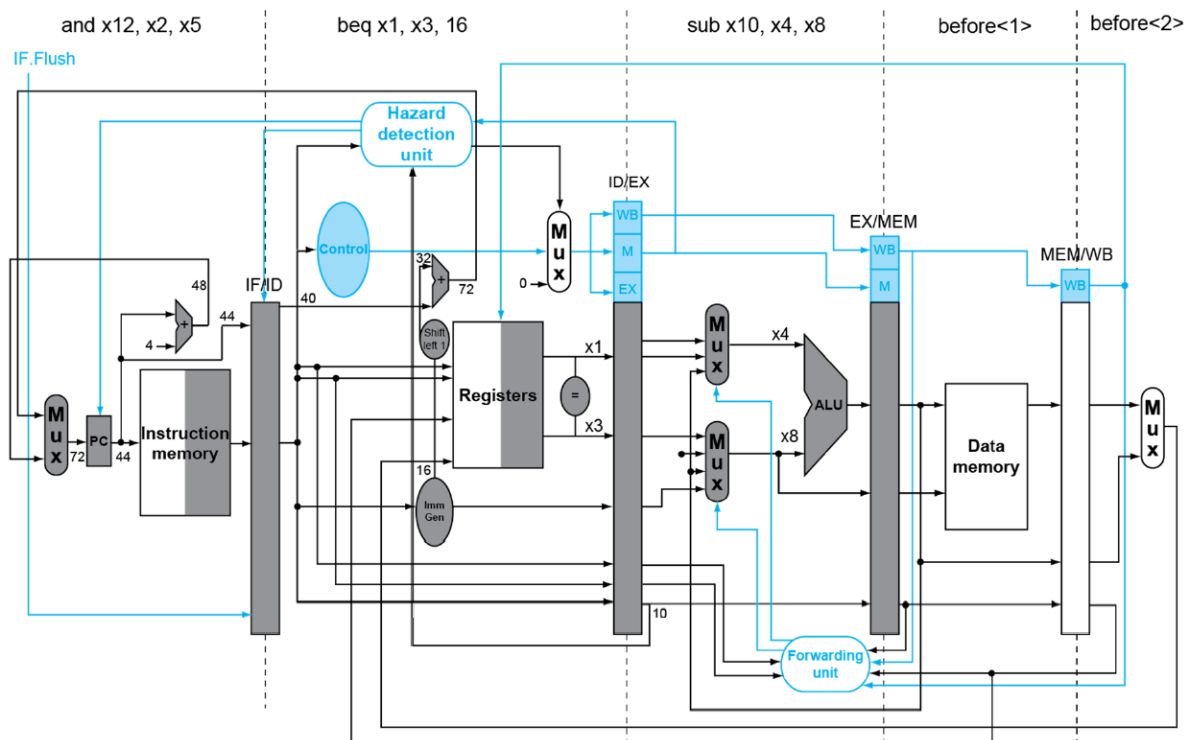 and x12, x2, x5
beq x1, x3, 16
sub x10, x4, x8
before<1>
before<2>
IF.Flush
Hazard
detection
unit
ID/EX
WB
M
EX
EX/MEM
WB
M
MEM/WB
WB
Control
Mux
0
32
+
72
IF/ID
40
48
+
4
44
Shift
left 1
Registers
x1
=
x3
Mux
x4
ALU
x8
Mux
Mux
72
PC
44
Instruction
memory
16
Imm
Gen
Data
memory
Mux
10
Forwarding
unit